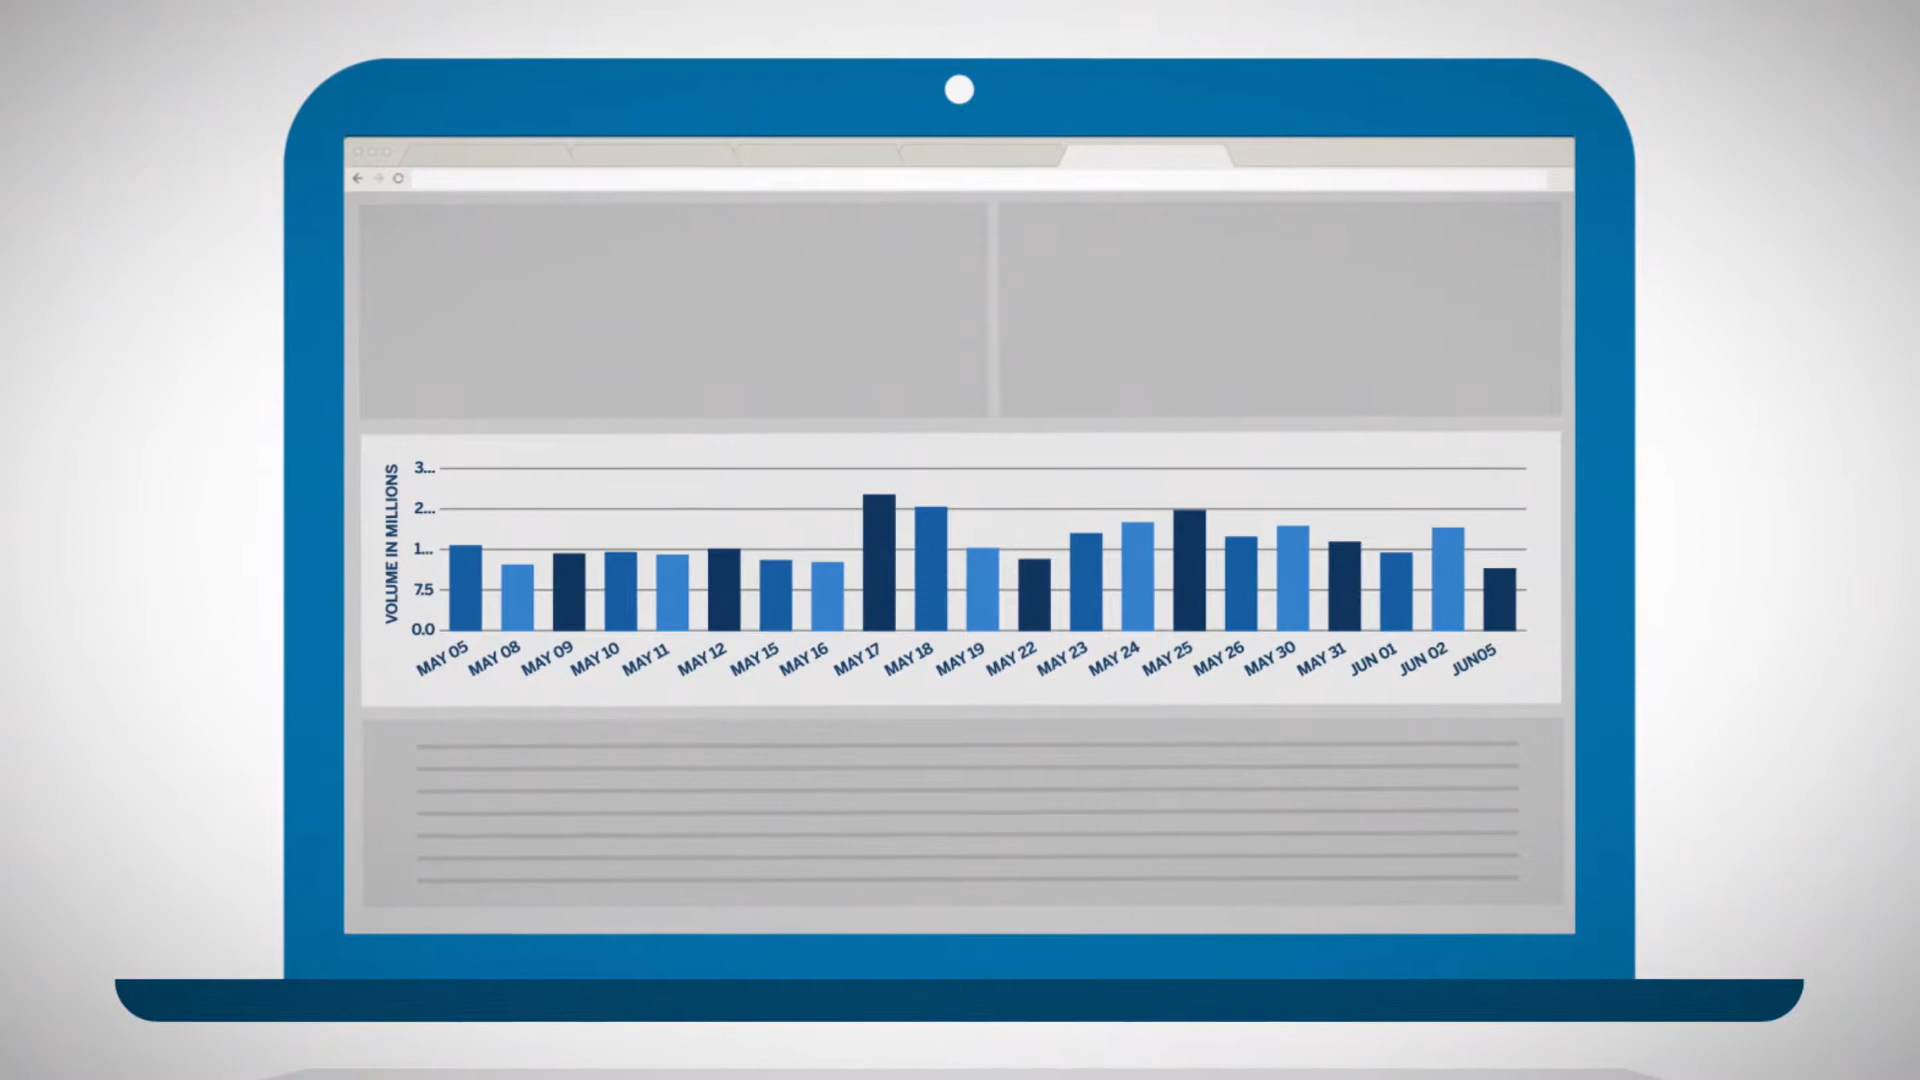 VOLUME IN MILLIONS
3...
2...
1...
7.5
0.0
MAY 05
MAY 08
MAY 09
MAY 10
MAY 11
MAY 12
MAY 15
MAY 16
MAY 17
MAY 18
MAY 19
MAY 22
MAY 23
MAY 24
MAY 25
MAY 26
MAY 30
MAY 31
JUN 01
JUN 02
JUN05